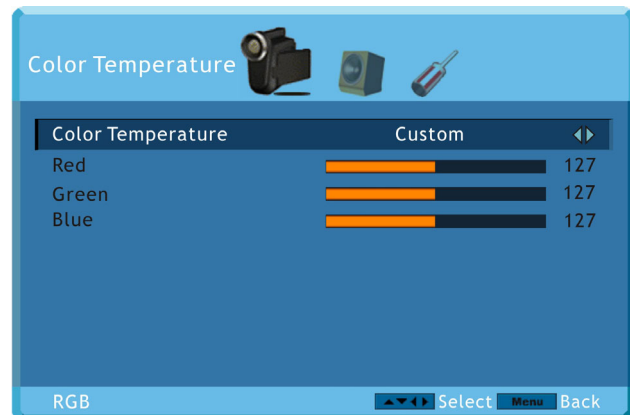 Color Temperature
Color Temperature Custom
Red 127
Green 127
Blue 127
RGB Select Menu Back